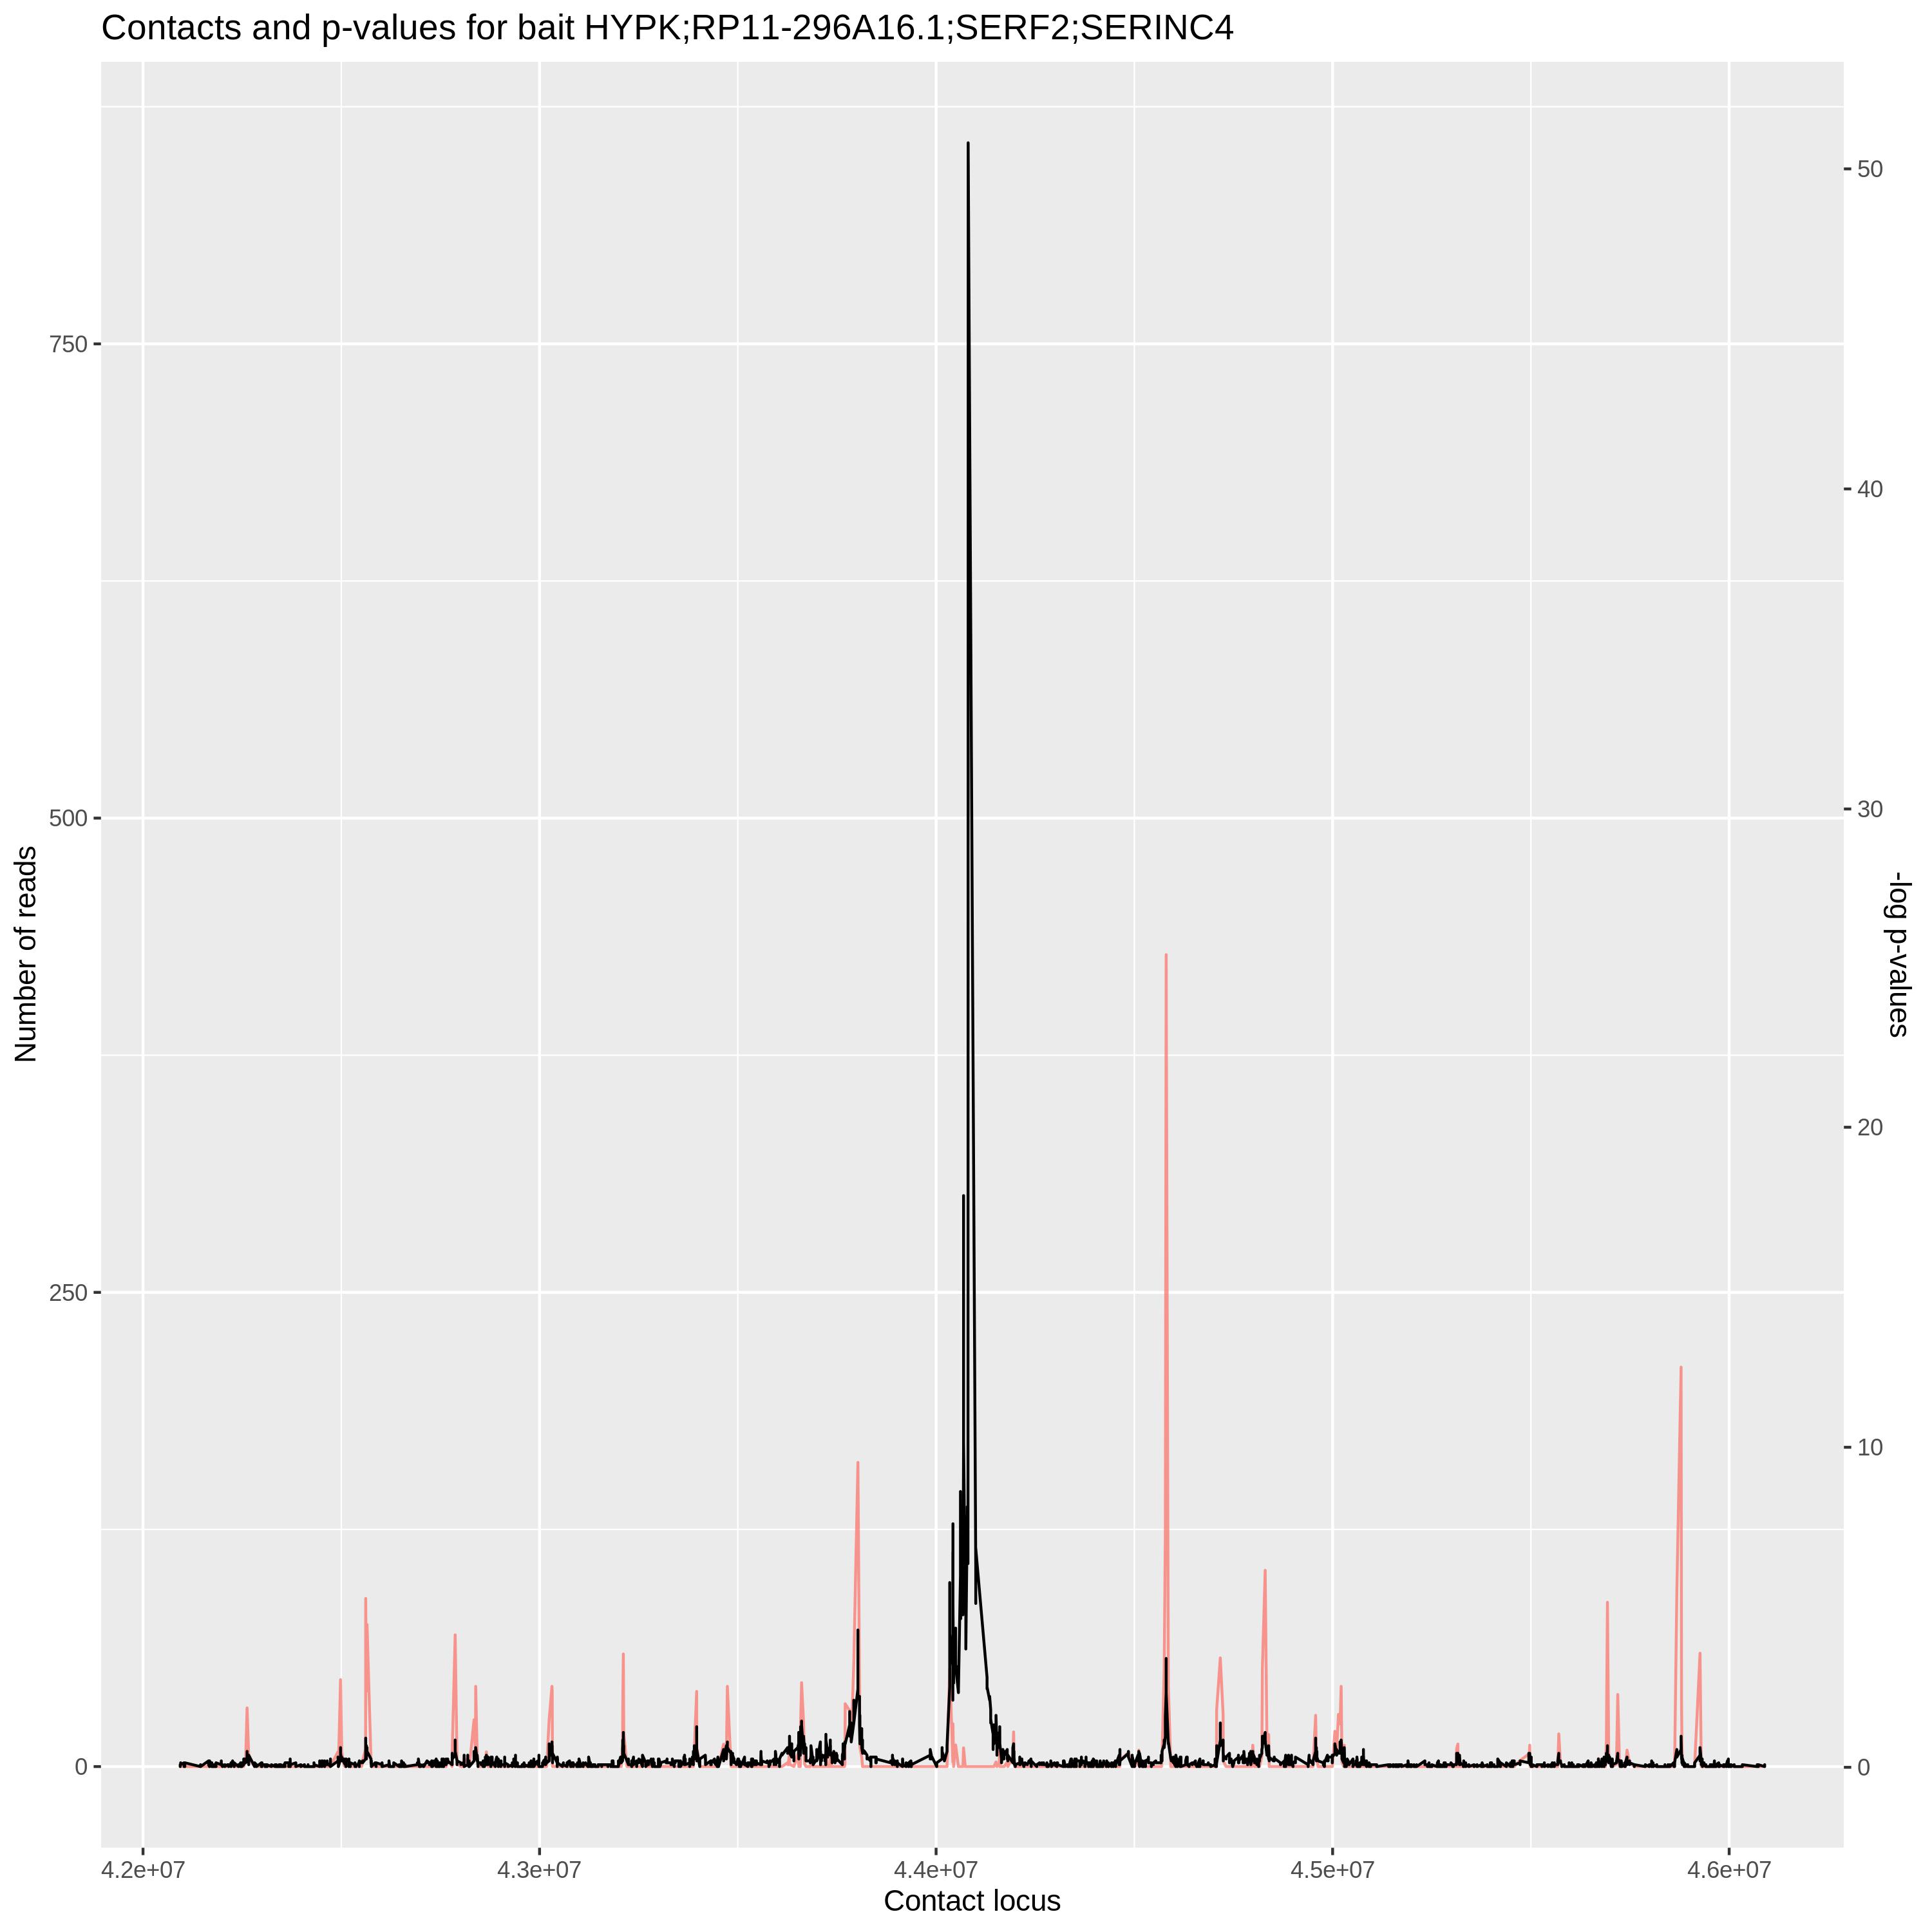 Contacts and p-values for bait HYPK;RP11-296A16.1;SERF2;SERINC4
Number of reads
750
500
250
0
50
40
30
20
10
0
-log p-values
4.2e+07 4.3e+07 4.4e+07 4.5e+07 4.6e+07
Contact locus